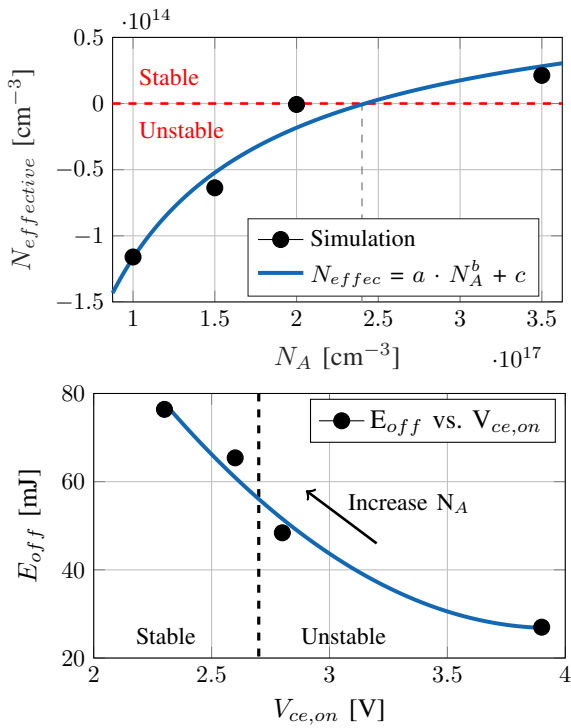 ·10^14
0.5
0
−0.5
−1
−1.5
N_effective [cm^−3]
Stable
Unstable
Simulation
N_effec = a · N_A^b + c
1 1.5 2 2.5 3 3.5
N_A [cm^−3]
·10^17
80
60
40
20
E_off [mJ]
E_off vs. V_ce,on
Increase N_A
Stable
Unstable
2 2.5 3 3.5 4
V_ce,on [V]